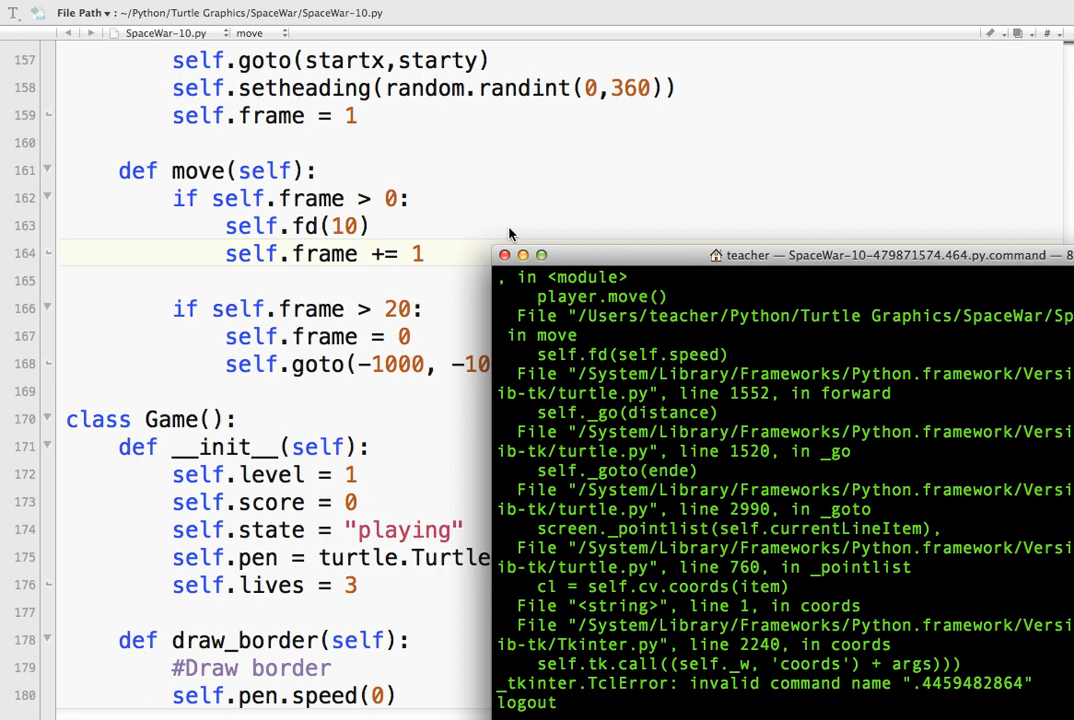 File Path ▾ : ~/Python/Turtle Graphics/SpaceWar/SpaceWar-10.py
SpaceWar-10.py move #
157 self.goto(startx,starty)
158 self.setheading(random.randint(0,360))
159 self.frame = 1
160
161 def move(self):
162 if self.frame > 0:
163 self.fd(10)
164 self.frame += 1
165
166 if self.frame > 20:
167 self.frame = 0
168 self.goto(-1000, -10
169
170 class Game():
171 def __init__(self):
172 self.level = 1
173 self.score = 0
174 self.state = "playing"
175 self.pen = turtle.Turtle
176 self.lives = 3
177
178 def draw_border(self):
179 #Draw border
180 self.pen.speed(0)
teacher — SpaceWar-10-479871574.464.py.command — 8
, in <module>
player.move()
File "/Users/teacher/Python/Turtle Graphics/SpaceWar/Sp
in move
self.fd(self.speed)
File "/System/Library/Frameworks/Python.framework/Versi
ib-tk/turtle.py", line 1552, in forward
self._go(distance)
File "/System/Library/Frameworks/Python.framework/Versi
ib-tk/turtle.py", line 1520, in _go
self._goto(ende)
File "/System/Library/Frameworks/Python.framework/Versi
ib-tk/turtle.py", line 2990, in _goto
screen._pointlist(self.currentLineItem),
File "/System/Library/Frameworks/Python.framework/Versi
ib-tk/turtle.py", line 760, in _pointlist
cl = self.cv.coords(item)
File "<string>", line 1, in coords
File "/System/Library/Frameworks/Python.framework/Versi
ib-tk/Tkinter.py", line 2240, in coords
self.tk.call((self._w, 'coords') + args)))
_tkinter.TclError: invalid command name ".4459482864"
logout